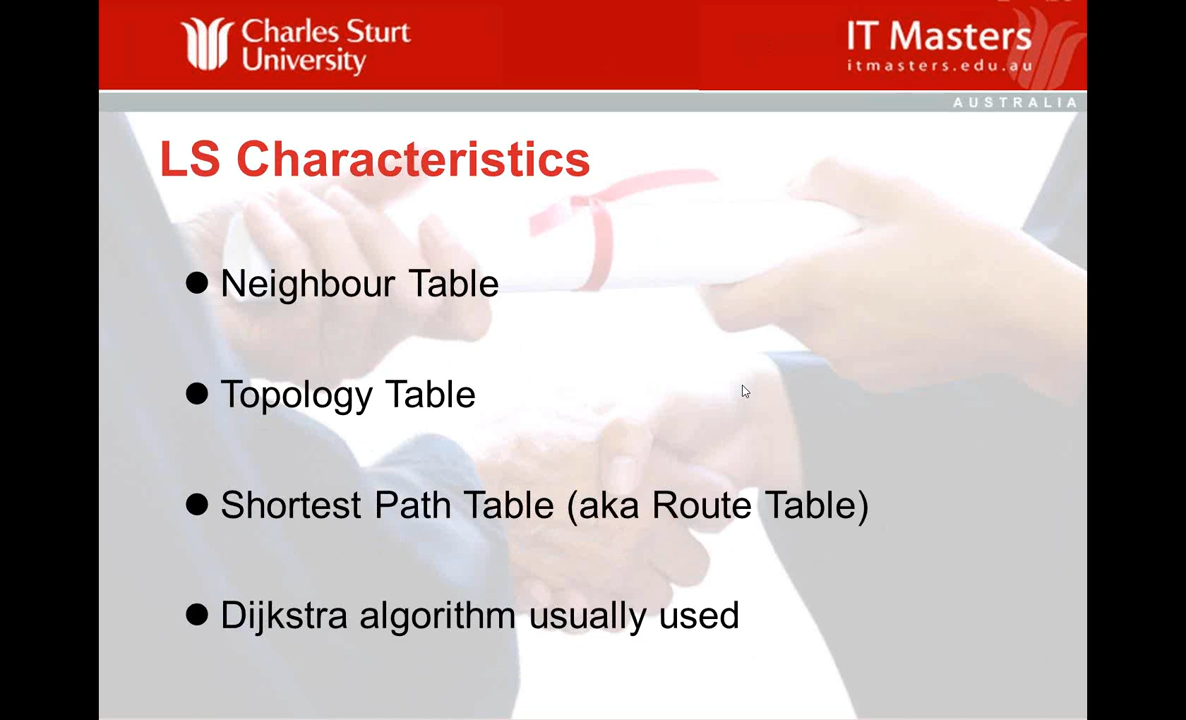 Charles Sturt
University
IT Masters
itmasters.edu.au
AUSTRALIA
LS Characteristics
● Neighbour Table
● Topology Table
● Shortest Path Table (aka Route Table)
● Dijkstra algorithm usually used